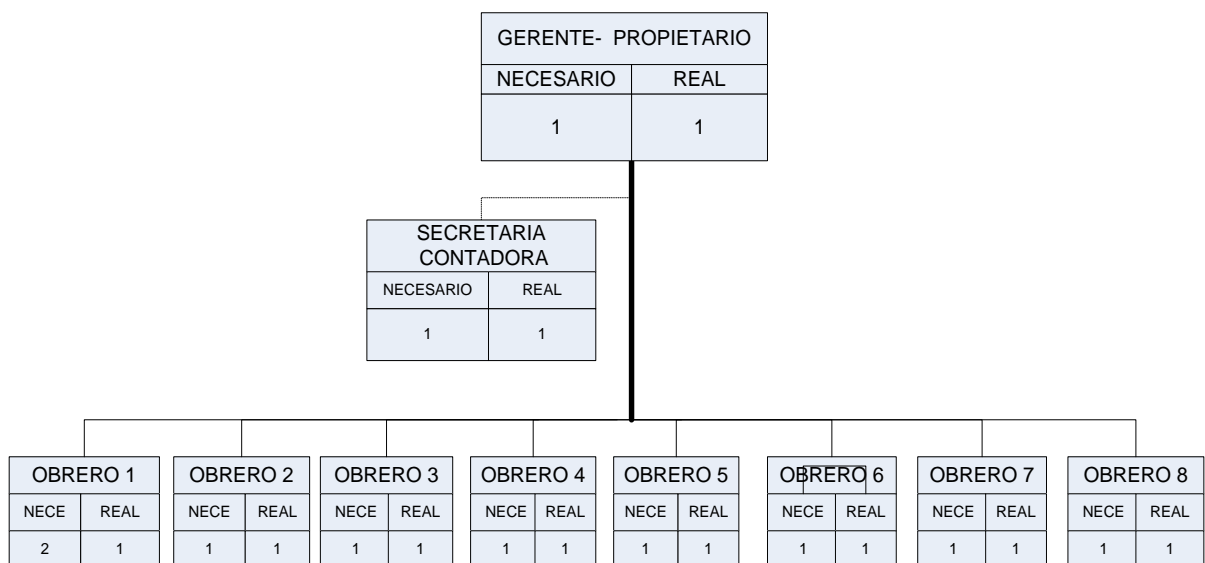 GERENTE- PROPIETARIO
NECESARIO REAL
1 1
SECRETARIA
CONTADORA
NECESARIO REAL
1 1
OBRERO 1 OBRERO 2 OBRERO 3 OBRERO 4 OBRERO 5 OBRERO 6 OBRERO 7 OBRERO 8
NECE REAL NECE REAL NECE REAL NECE REAL NECE REAL NECE REAL NECE REAL NECE REAL
2 1 1 1 1 1 1 1 1 1 1 1 1 1 1 1